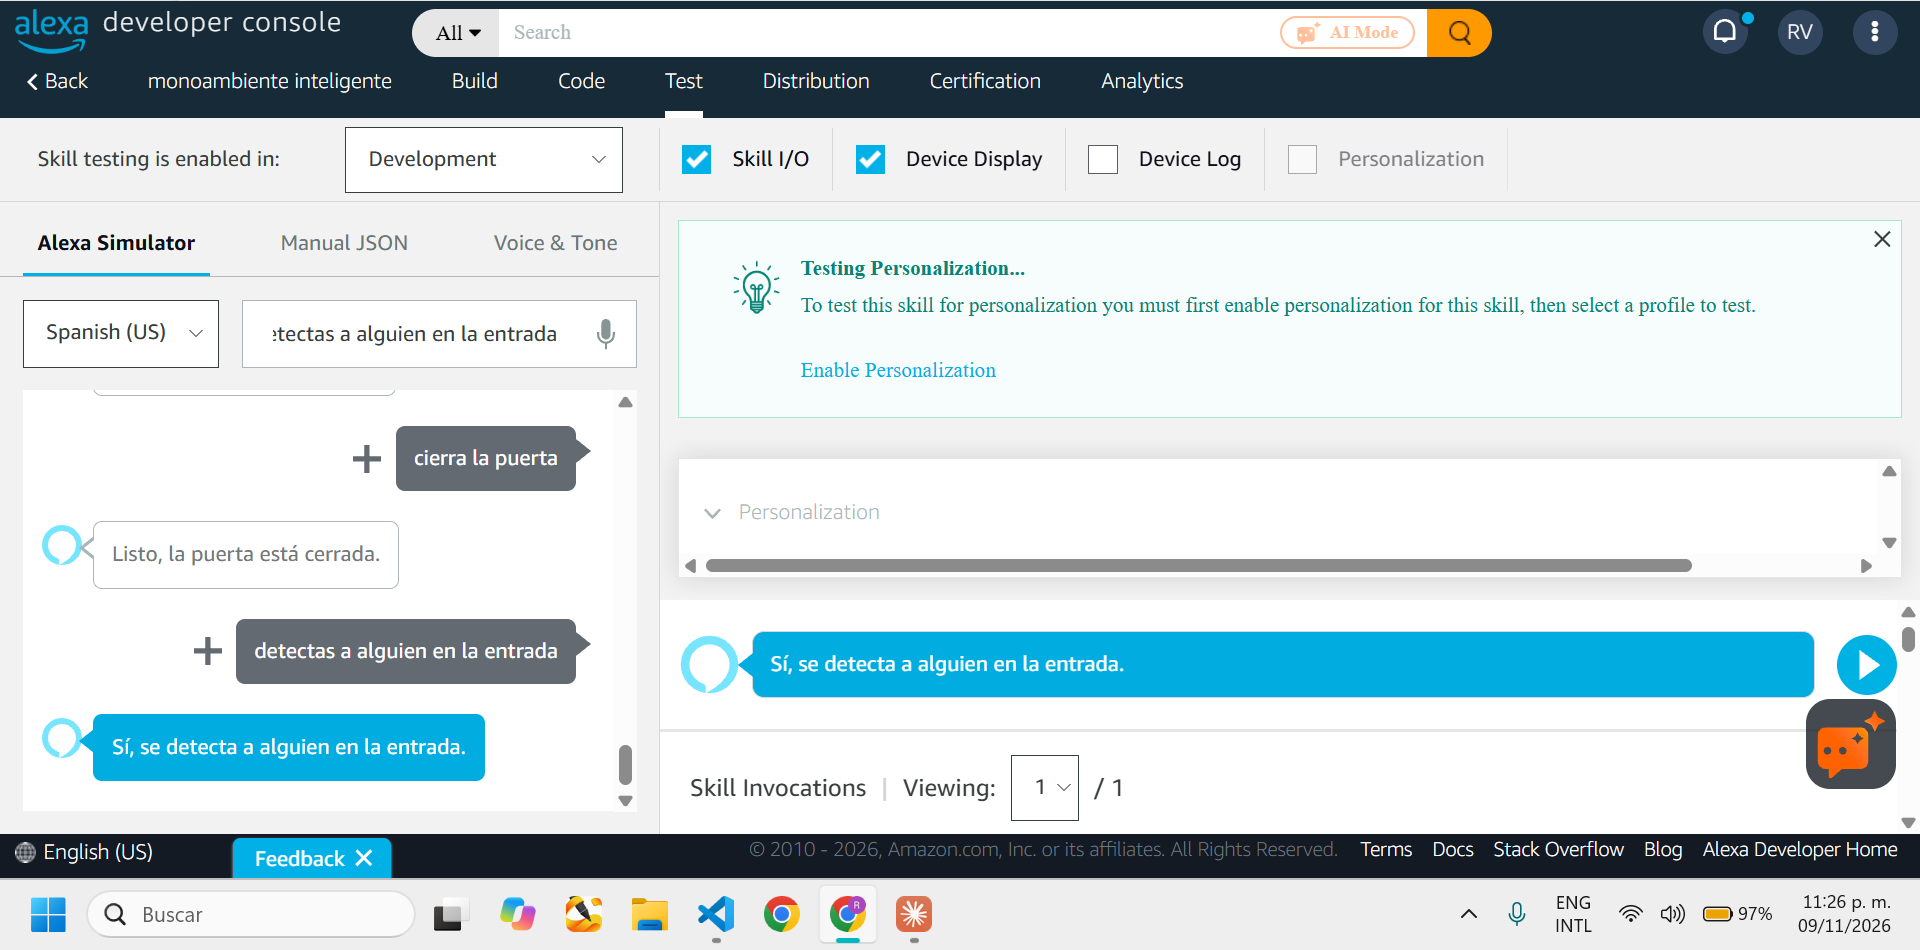 alexa developer console
All
Search
AI Mode
RV
Back
monoambiente inteligente
Build
Code
Test
Distribution
Certification
Analytics
Skill testing is enabled in:
Development
Skill I/O
Device Display
Device Log
Personalization
Alexa Simulator
Manual JSON
Voice & Tone
Spanish (US)
etectas a alguien en la entrada
cierra la puerta
Listo, la puerta está cerrada.
detectas a alguien en la entrada
Sí, se detecta a alguien en la entrada.
Testing Personalization...
To test this skill for personalization you must first enable personalization for this skill, then select a profile to test.
Enable Personalization
Personalization
Sí, se detecta a alguien en la entrada.
Skill Invocations | Viewing: 1 / 1
English (US)
Feedback
© 2010 - 2026, Amazon.com, Inc. or its affiliates. All Rights Reserved.
Terms
Docs
Stack Overflow
Blog
Alexa Developer Home
Buscar
R
ENG
INTL
97%
11:26 p. m.
09/11/2026